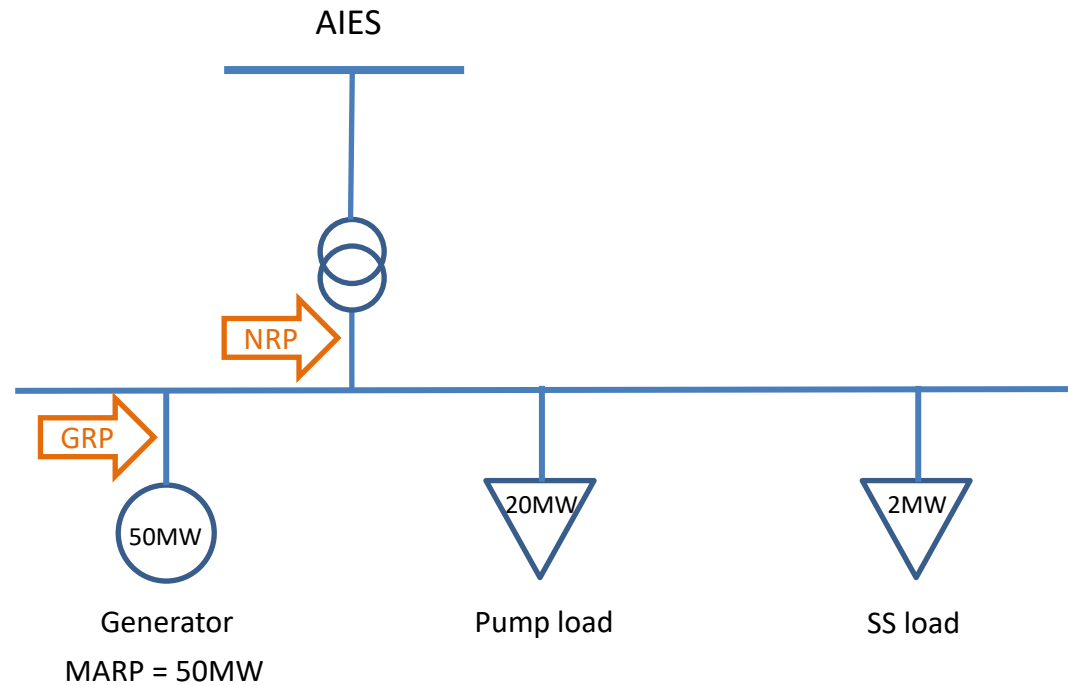 AIES
NRP
GRP
50MW
20MW
2MW
Generator
Pump load
SS load
MARP = 50MW